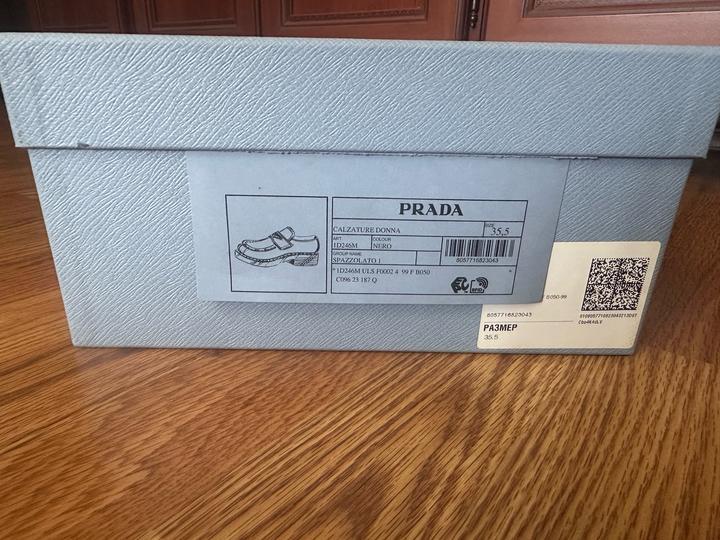 PRADA
CALZATURE DONNA
SIZE
35,5
ART.
1D246M
COLOUR
NERO
GROUP NAME
SPAZZOLATO 1
8057716823043
*1D246M ULS F0002 4 99 F B050 *
C096 23 187 Q
RFID
B050-99
8057716823043
РАЗМЕР
35.5